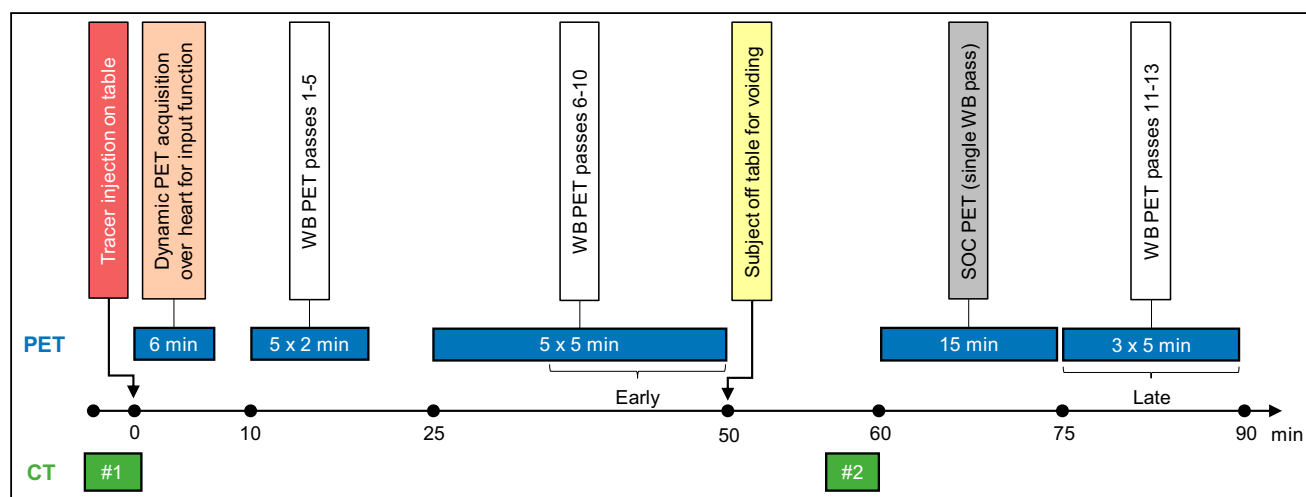 Tracer injection on table
Dynamic PET acquisition
over heart for input function
WB PET passes 1-5
WB PET passes 6-10
Subject off table for voiding
SOC PET (single WB pass)
WB PET passes 11-13
PET
6 min
5 x 2 min
5 x 5 min
15 min
3 x 5 min
Early
Late
0
10
25
50
60
75
90
min
CT
#1
#2